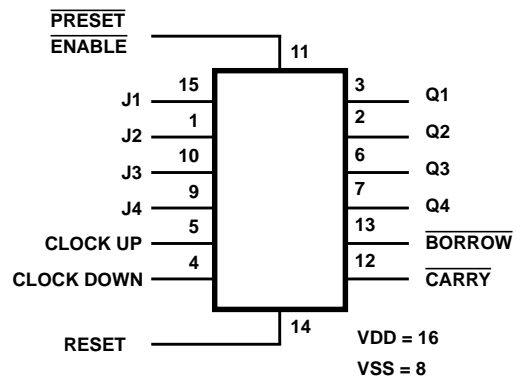 PRESET
ENABLE
11
15
J1
1
J2
10
J3
9
J4
5
CLOCK UP
4
CLOCK DOWN
3
Q1
2
Q2
6
Q3
7
Q4
13
BORROW
12
CARRY
14
RESET
VDD = 16
VSS = 8